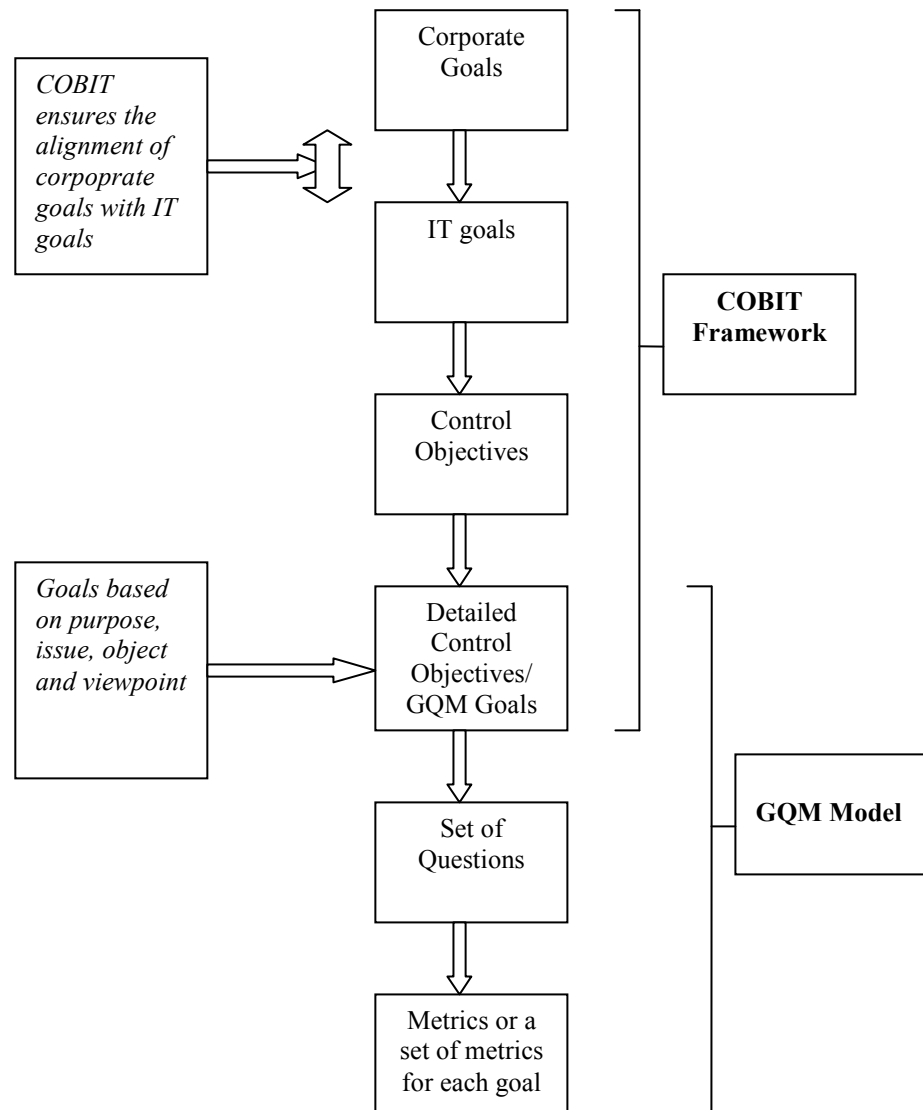 Corporate
Goals
COBIT
ensures the
alignment of
corpoprate
goals with IT
goals
IT goals
COBIT
Framework
Control
Objectives
Goals based
on purpose,
issue, object
and viewpoint
Detailed
Control
Objectives/
GQM Goals
GQM Model
Set of
Questions
Metrics or a
set of metrics
for each goal